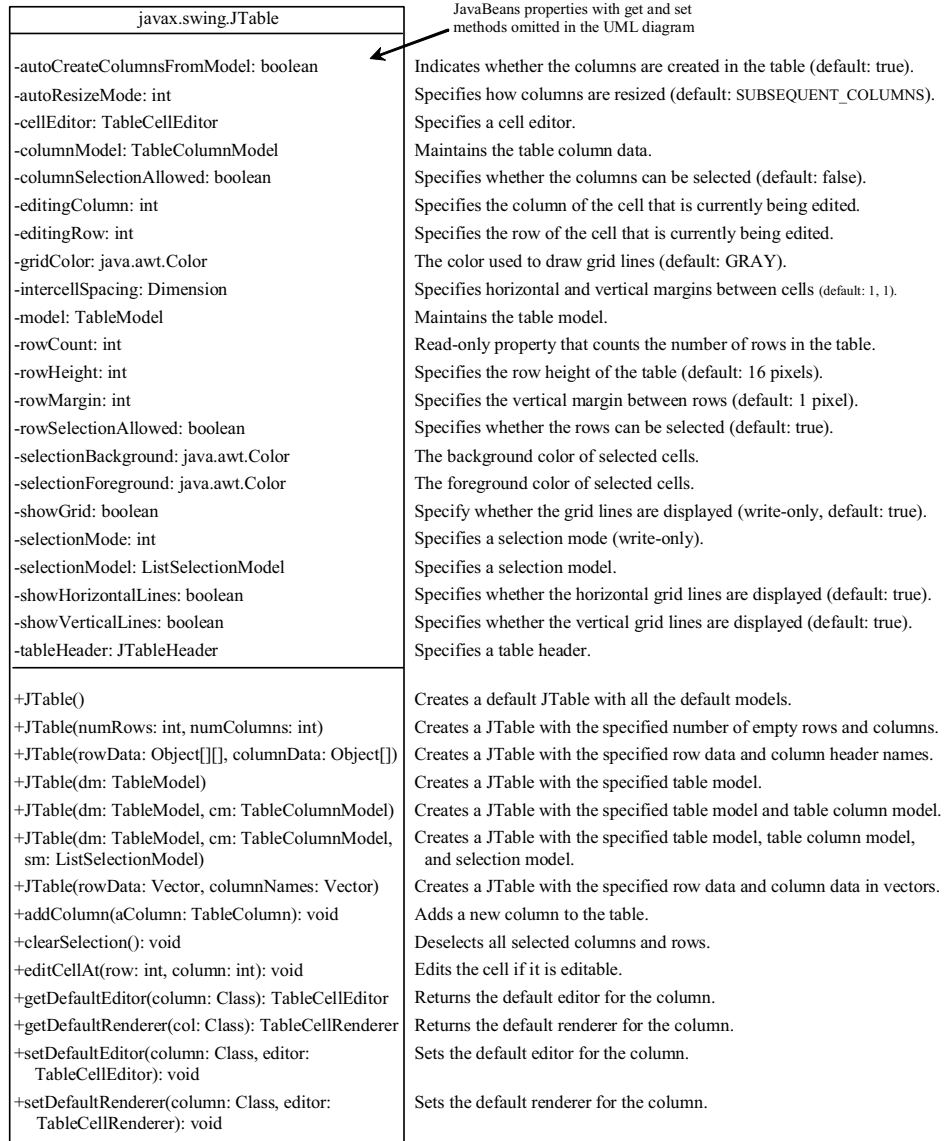 javax.swing.JTable
JavaBeans properties with get and set
methods omitted in the UML diagram
-autoCreateColumnsFromModel: boolean Indicates whether the columns are created in the table (default: true).
-autoResizeMode: int Specifies how columns are resized (default: SUBSEQUENT_COLUMNS).
-cellEditor: TableCellEditor Specifies a cell editor.
-columnModel: TableColumnModel Maintains the table column data.
-columnSelectionAllowed: boolean Specifies whether the columns can be selected (default: false).
-editingColumn: int Specifies the column of the cell that is currently being edited.
-editingRow: int Specifies the row of the cell that is currently being edited.
-gridColor: java.awt.Color The color used to draw grid lines (default: GRAY).
-intercellSpacing: Dimension Specifies horizontal and vertical margins between cells (default: 1, 1).
-model: TableModel Maintains the table model.
-rowCount: int Read-only property that counts the number of rows in the table.
-rowHeight: int Specifies the row height of the table (default: 16 pixels).
-rowMargin: int Specifies the vertical margin between rows (default: 1 pixel).
-rowSelectionAllowed: boolean Specifies whether the rows can be selected (default: true).
-selectionBackground: java.awt.Color The background color of selected cells.
-selectionForeground: java.awt.Color The foreground color of selected cells.
-showGrid: boolean Specify whether the grid lines are displayed (write-only, default: true).
-selectionMode: int Specifies a selection mode (write-only).
-selectionModel: ListSelectionModel Specifies a selection model.
-showHorizontalLines: boolean Specifies whether the horizontal grid lines are displayed (default: true).
-showVerticalLines: boolean Specifies whether the vertical grid lines are displayed (default: true).
-tableHeader: JTableHeader Specifies a table header.
+JTable() Creates a default JTable with all the default models.
+JTable(numRows: int, numColumns: int) Creates a JTable with the specified number of empty rows and columns.
+JTable(rowData: Object[][], columnData: Object[]) Creates a JTable with the specified row data and column header names.
+JTable(dm: TableModel) Creates a JTable with the specified table model.
+JTable(dm: TableModel, cm: TableColumnModel) Creates a JTable with the specified table model and table column model.
+JTable(dm: TableModel, cm: TableColumnModel, Creates a JTable with the specified table model, table column model,
sm: ListSelectionModel) and selection model.
+JTable(rowData: Vector, columnNames: Vector) Creates a JTable with the specified row data and column data in vectors.
+addColumn(aColumn: TableColumn): void Adds a new column to the table.
+clearSelection(): void Deselects all selected columns and rows.
+editCellAt(row: int, column: int): void Edits the cell if it is editable.
+getDefaultEditor(column: Class): TableCellEditor Returns the default editor for the column.
+getDefaultRenderer(col: Class): TableCellRenderer Returns the default renderer for the column.
+setDefaultEditor(column: Class, editor: Sets the default editor for the column.
TableCellEditor): void
+setDefaultRenderer(column: Class, editor: Sets the default renderer for the column.
TableCellRenderer): void